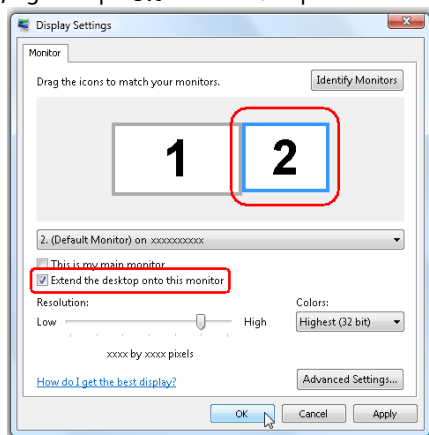 Display Settings
Monitor
Drag the icons to match your monitors.
Identify Monitors
1
2
2. (Default Monitor) on xxxxxxxxxx
This is my main monitor
Extend the desktop onto this monitor
Resolution:
Colors:
Low
High
Highest (32 bit)
xxxx by xxxx pixels
How do I get the best display?
Advanced Settings...
OK
Cancel
Apply